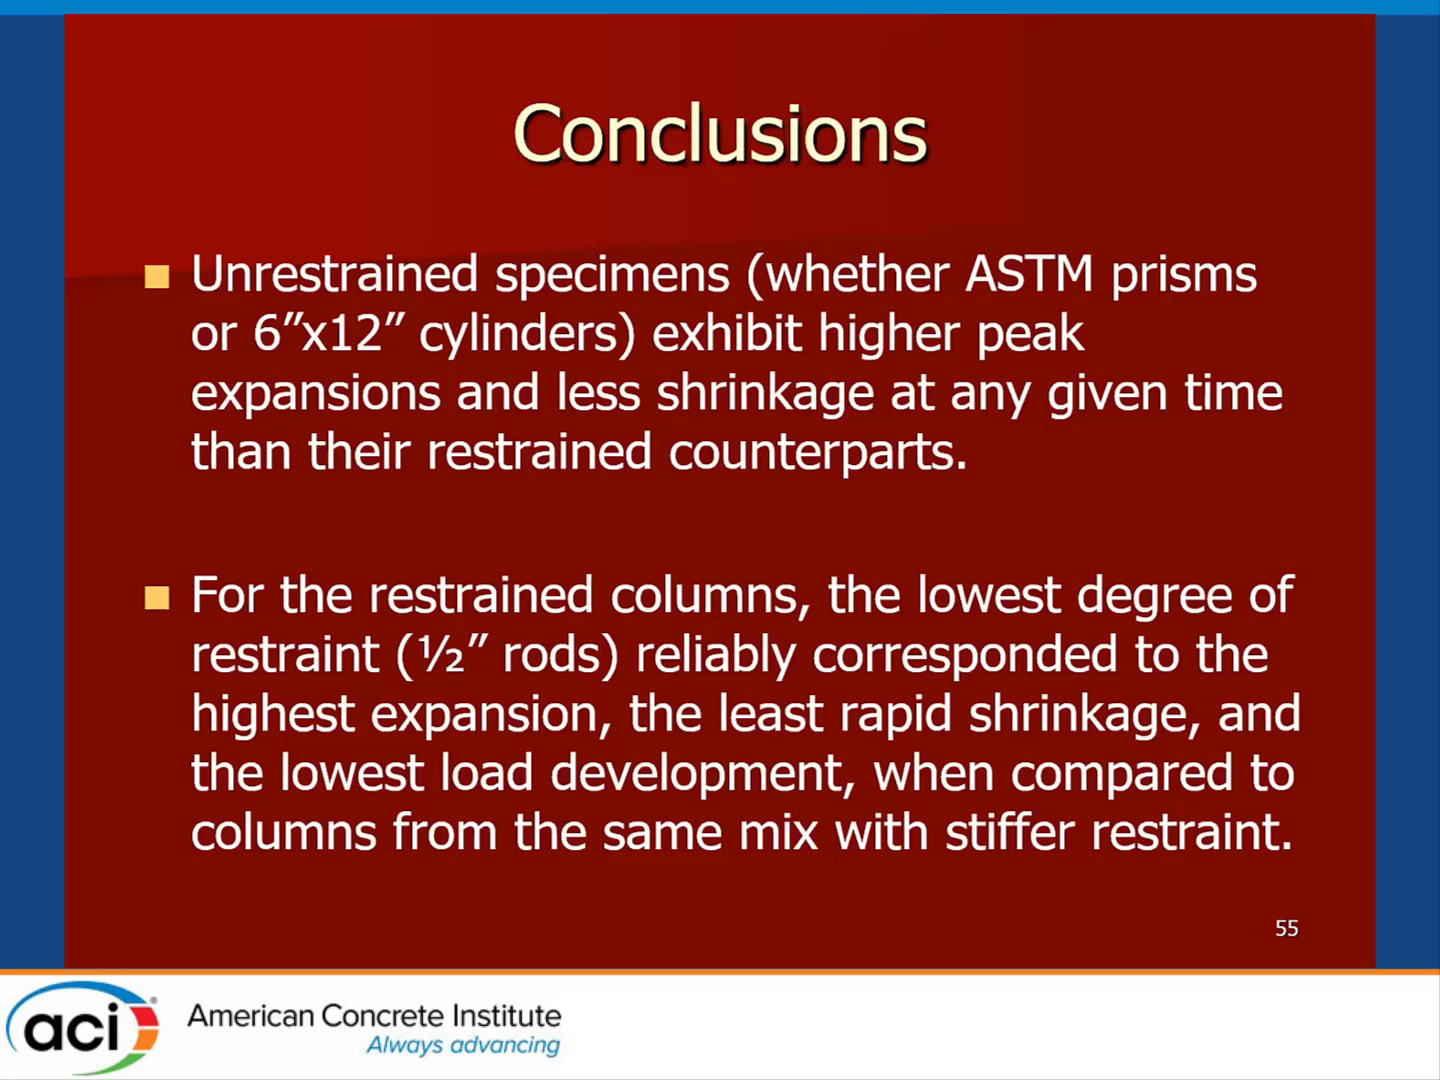 Conclusions
Unrestrained specimens (whether ASTM prisms
or 6”x12” cylinders) exhibit higher peak
expansions and less shrinkage at any given time
than their restrained counterparts.
For the restrained columns, the lowest degree of
restraint (½” rods) reliably corresponded to the
highest expansion, the least rapid shrinkage, and
the lowest load development, when compared to
columns from the same mix with stiffer restraint.
55
aci®
American Concrete Institute
Always advancing